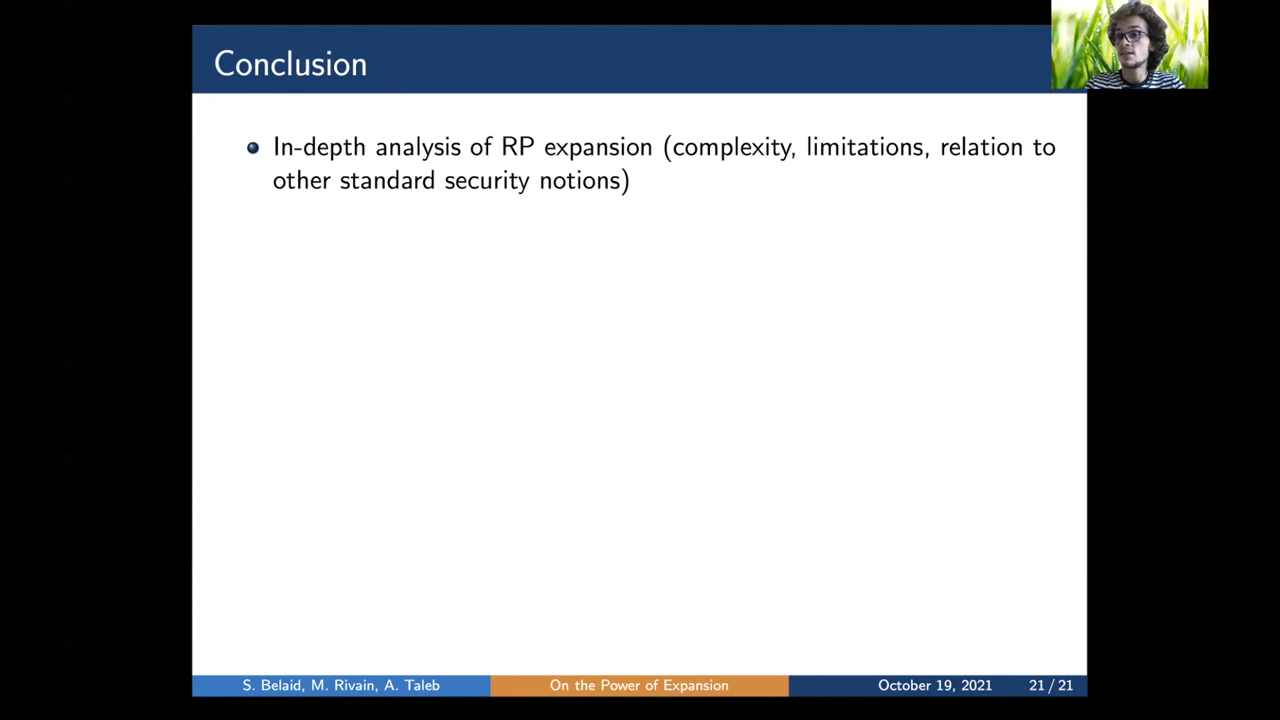 Conclusion
In-depth analysis of RP expansion (complexity, limitations, relation to
other standard security notions)
S. Belaid, M. Rivain, A. Taleb
On the Power of Expansion
October 19, 2021
21 / 21